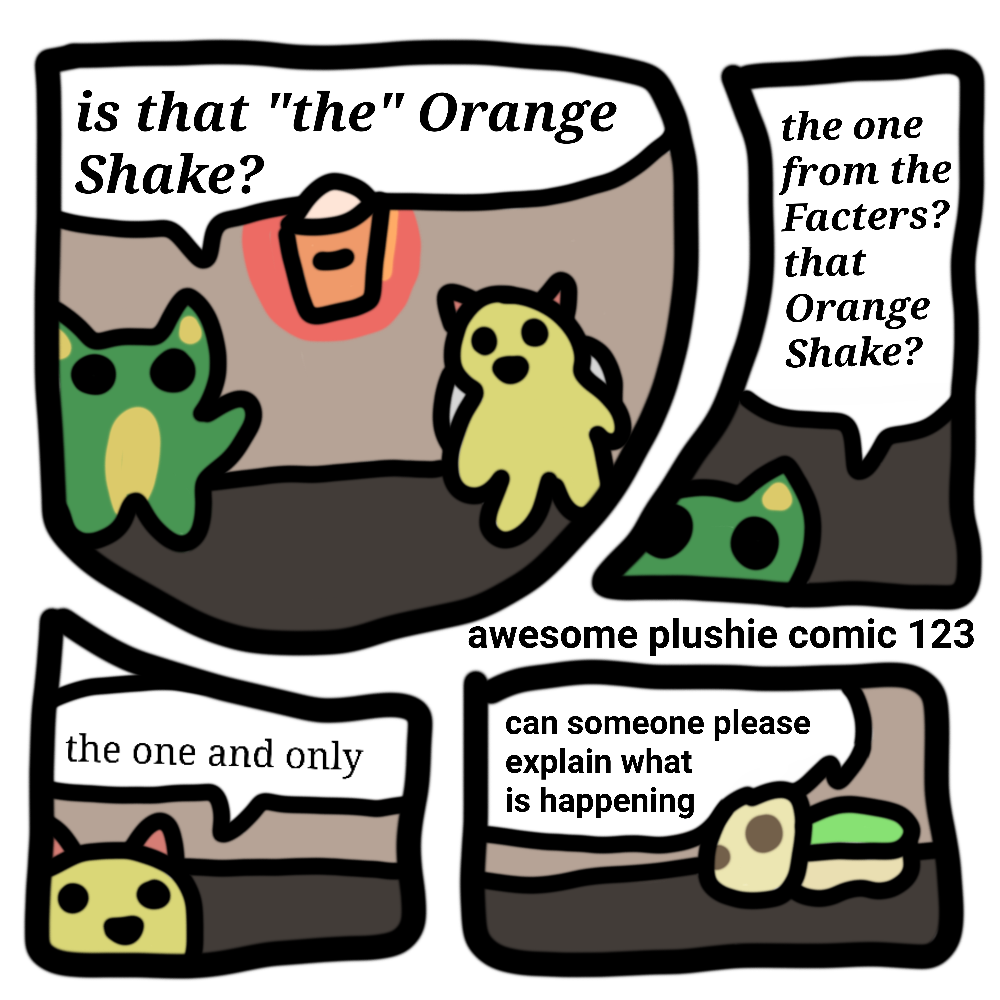 is that "the" Orange
Shake?
the one
from the
Facters?
that
Orange
Shake?
awesome plushie comic 123
the one and only
can someone please
explain what
is happening